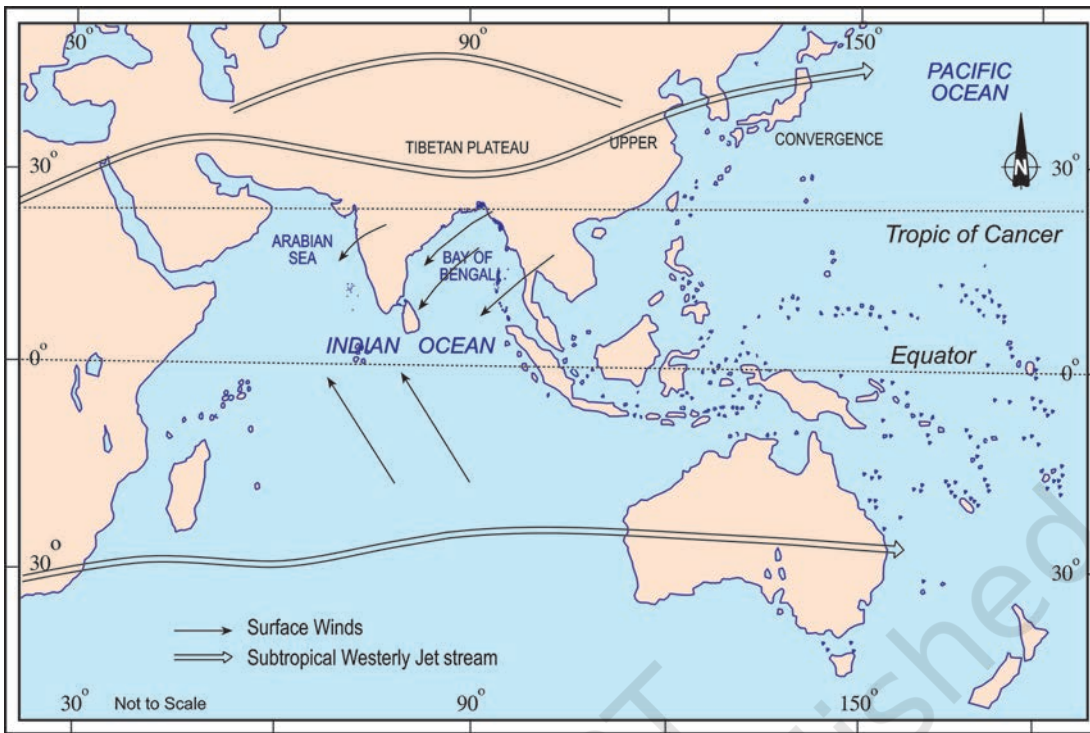 30°
90°
150°
PACIFIC
OCEAN
TIBETAN PLATEAU
UPPER
CONVERGENCE
N
30°
30°
Tropic of Cancer
ARABIAN
SEA
BAY OF
BENGAL
INDIAN OCEAN
Equator
0°
0°
30°
30°
Surface Winds
Subtropical Westerly Jet stream
30°
Not to Scale
90°
150°